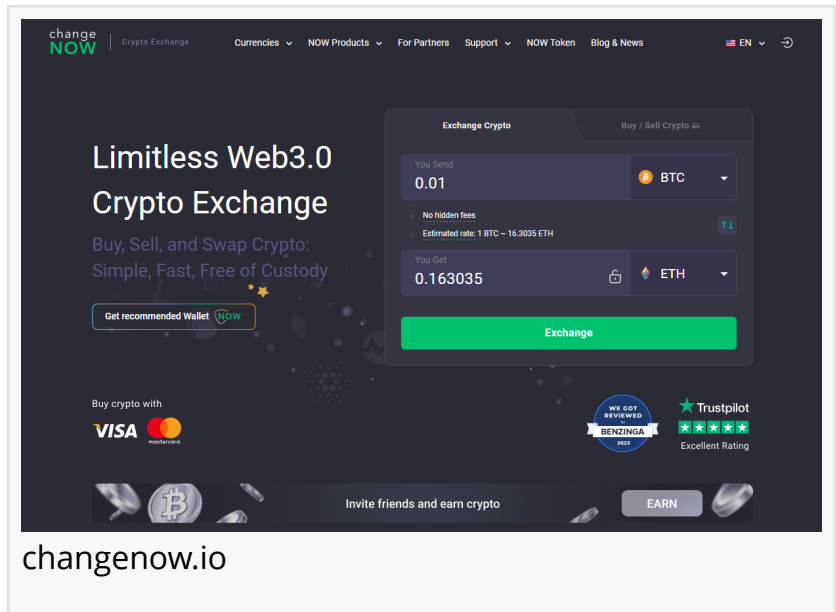 change
NOW
Crypto Exchange
Currencies
NOW Products
For Partners
Support
NOW Token
Blog & News
EN
Limitless Web3.0
Crypto Exchange
Buy, Sell, and Swap Crypto:
Simple, Fast, Free of Custody
Get recommended Wallet NOW
Exchange Crypto
Buy / Sell Crypto
You Send
0.01
BTC
No hidden fees
Estimated rate: 1 BTC ~ 16.3035 ETH
You Get
0.163035
ETH
Exchange
Buy crypto with
VISA
mastercard
WE GOT
REVIEWED
by
BENZINGA
2023
Trustpilot
Excellent Rating
Invite friends and earn crypto
EARN
changenow.io